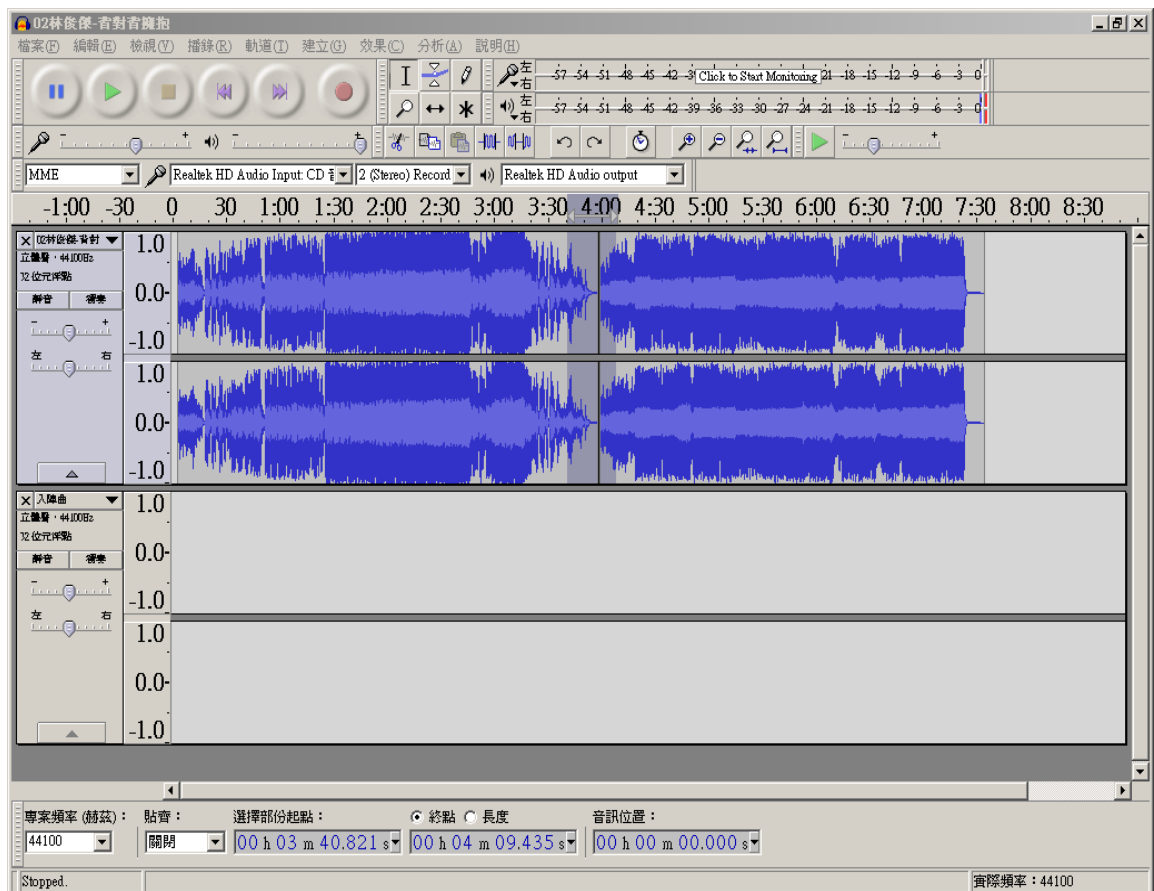 02林俊傑-背對背擁抱
檔案(F) 編輯(E) 檢視(V) 播錄(R) 軌道(T) 建立(G) 效果(C) 分析(A) 說明(H)
左 -57 -54 -51 -48 -45 -42 Click to Start Monitoring 21 -18 -15 -12 -9 -6 -3 0
右
左 -57 -54 -51 -48 -45 -42 -39 -36 -33 -30 -27 -24 -21 -18 -15 -12 -9 -6 -3 0
右
MME Realtek HD Audio Input: CD 2 (Stereo) Record Realtek HD Audio output
-1:00 -30 0 30 1:00 1:30 2:00 2:30 3:00 3:30 4:00 4:30 5:00 5:30 6:00 6:30 7:00 7:30 8:00 8:30
02林俊傑-背對 1.0
立體聲,44100Hz
32 位元浮點
靜音 獨奏 0.0
- +
-1.0
左 右
1.0
0.0
-1.0
入陣曲 1.0
立體聲,44100Hz
32 位元浮點
靜音 獨奏 0.0
- +
-1.0
左 右
1.0
0.0
-1.0
專案頻率 (赫茲): 貼齊: 選擇部份起點: 終點 長度 音訊位置:
44100 關閉 00 h 03 m 40.821 s 00 h 04 m 09.435 s 00 h 00 m 00.000 s
Stopped. 實際頻率:44100